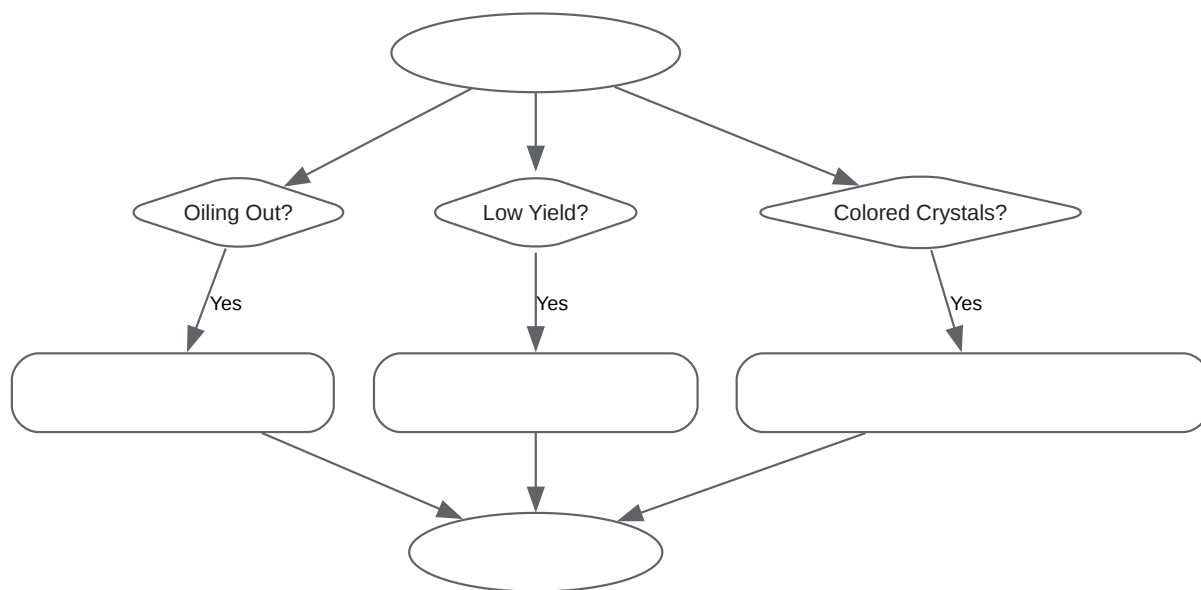 Oiling Out?
Low Yield?
Colored Crystals?
Yes
Yes
Yes